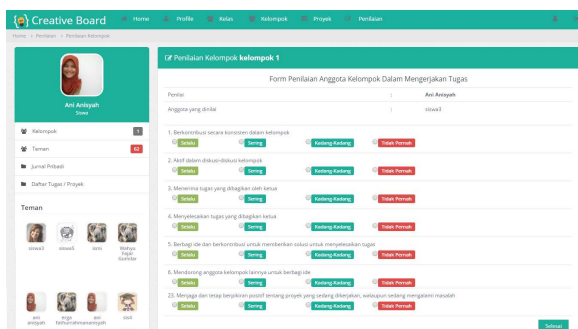 Creative Board
Home Profile Kelas Kelompok Proyek Penilaian
Home > Penilaian > Penilaian Kelompok
Ani Anisyah
Siswa
Kelompok 1
Teman 62
Jurnal Pribadi
Daftar Tugas / Proyek
Teman
siswa3 siswa5 isna Wahyu Fajar Gumilar
ani anisyah erga fathurrahman ani anisyah sis4
Penilaian Kelompok kelompok 1
Form Penilaian Anggota Kelompok Dalam Mengerjakan Tugas
Penilai : Ani Anisyah
Anggota yang dinilai : siswa3
1. Berkontribusi secara konsisten dalam kelompok
Selalu Sering Kadang-Kadang Tidak Pernah
2. Aktif dalam diskusi-diskusi kelompok
Selalu Sering Kadang-Kadang Tidak Pernah
3. Menerima tugas yang dibagikan oleh ketua
Selalu Sering Kadang-Kadang Tidak Pernah
4. Menyelesaikan tugas yang dibagikan ketua
Selalu Sering Kadang-Kadang Tidak Pernah
5. Berbagi ide dan berkontribusi untuk memberikan solusi untuk menyelesaikan tugas
Selalu Sering Kadang-Kadang Tidak Pernah
6. Mendorong anggota kelompok lainnya untuk berbagi ide
Selalu Sering Kadang-Kadang Tidak Pernah
23. Menjaga dan tetap berpikiran positif tentang proyek yang sedang dikerjakan, walaupun sedang mengalami masalah
Selalu Sering Kadang-Kadang Tidak Pernah
Selesai